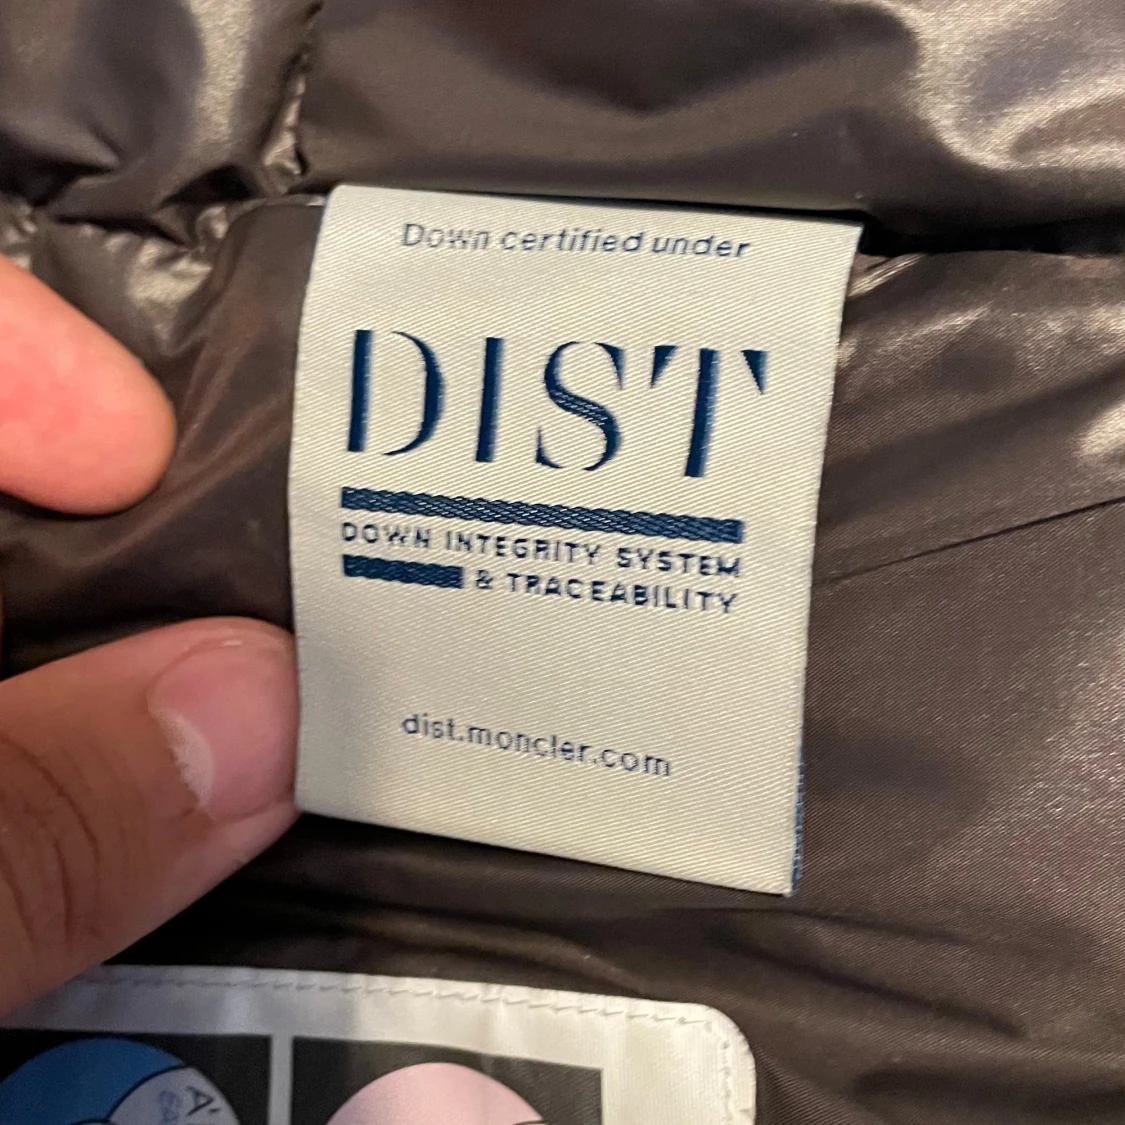 Down certified under
DIST
DOWN INTEGRITY SYSTEM
& TRACEABILITY
dist.moncler.com